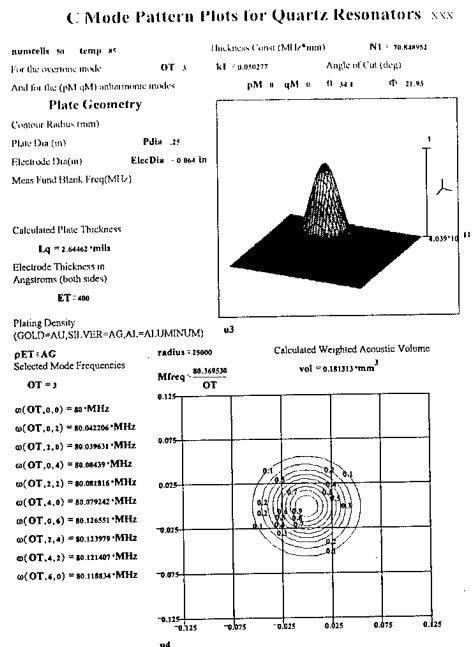 C Mode Pattern Plots for Quartz Resonators xxx
numcells 50 temp 85
Thickness Const (MHz*mm) N1 = 70.848952
For the overtone mode OT 3 k1 = 0.050277 Angle of Cut (deg)
And for the (pM qM) anharmonic modes pM 0 qM 0 Φ 21.93
Plate Geometry
Contour Radius (mm)
Plate Dia (in) Pdia .25
Electrode Dia(in) ElecDia 0.064 in
Meas Fund Blank Freq(MHz)
1
Calculated Plate Thickness
Lq = 2.64462 *mils
Electrode Thickness in
Angstroms (both sides)
ET = 400
u3
Plating Density
(GOLD=AU,SILVER=AG,AL=ALUMINUM)
ρET = AG
Selected Mode Frequencies
OT = 3
radius = 25000
Mfreq = 80.369530
OT
Calculated Weighted Acoustic Volume
vol = 0.181313 *mm3
ω(OT,0,0) = 80 *MHz
ω(OT,0,2) = 80.042206 *MHz
ω(OT,2,0) = 80.039631 *MHz
ω(OT,0,4) = 80.08439 *MHz
ω(OT,2,2) = 80.081816 *MHz
ω(OT,4,0) = 80.079242 *MHz
ω(OT,0,6) = 80.126551 *MHz
ω(OT,2,4) = 80.123979 *MHz
ω(OT,4,2) = 80.121407 *MHz
ω(OT,6,0) = 80.118834 *MHz
0.125
0.075
0.025
-0.025
-0.075
-0.125
-0.125 -0.075 -0.025 0.025 0.075 0.125
u4